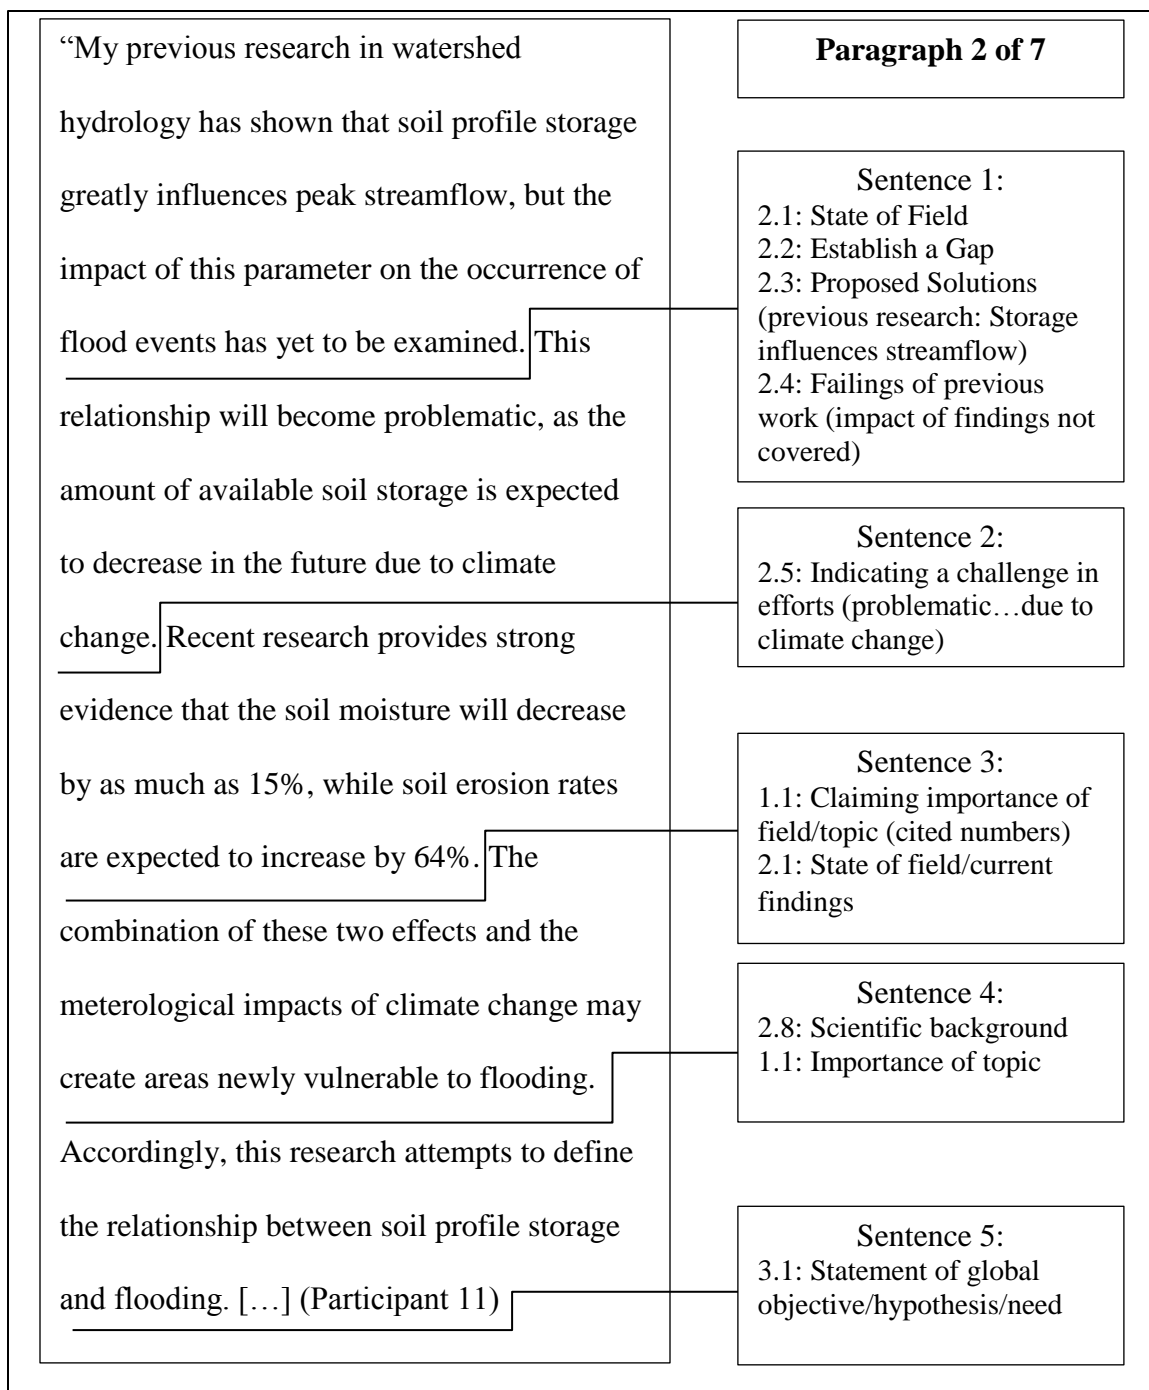 “My previous research in watershed
hydrology has shown that soil profile storage
greatly influences peak streamflow, but the
impact of this parameter on the occurrence of
flood events has yet to be examined. This
relationship will become problematic, as the
amount of available soil storage is expected
to decrease in the future due to climate
change. Recent research provides strong
evidence that the soil moisture will decrease
by as much as 15%, while soil erosion rates
are expected to increase by 64%. The
combination of these two effects and the
meterological impacts of climate change may
create areas newly vulnerable to flooding.
Accordingly, this research attempts to define
the relationship between soil profile storage
and flooding. […] (Participant 11)
Paragraph 2 of 7
Sentence 1:
2.1: State of Field
2.2: Establish a Gap
2.3: Proposed Solutions
(previous research: Storage
influences streamflow)
2.4: Failings of previous
work (impact of findings not
covered)
Sentence 2:
2.5: Indicating a challenge in
efforts (problematic…due to
climate change)
Sentence 3:
1.1: Claiming importance of
field/topic (cited numbers)
2.1: State of field/current
findings
Sentence 4:
2.8: Scientific background
1.1: Importance of topic
Sentence 5:
3.1: Statement of global
objective/hypothesis/need